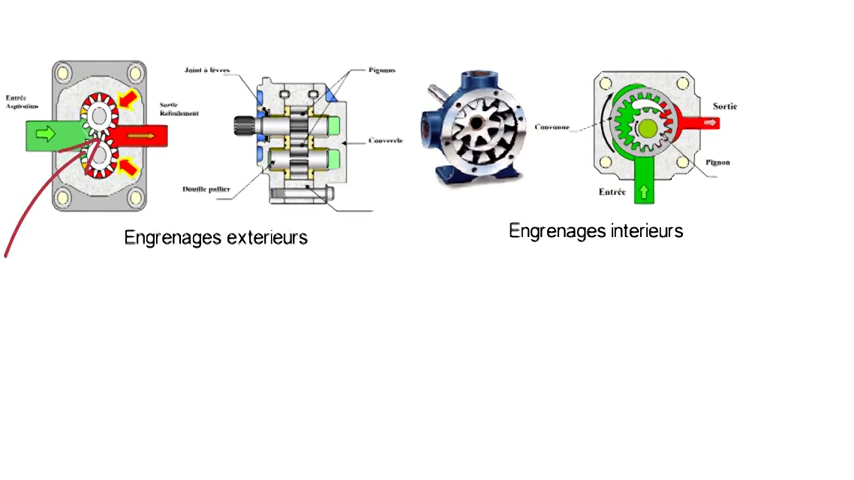 Joint à lèvres
Pignons
Entrée
Aspiration
Sortie
Refoulement
Couvercle
Douille palier
Engrenages exterieurs
Sortie
Couronne
Pignon
Entrée
Engrenages interieurs